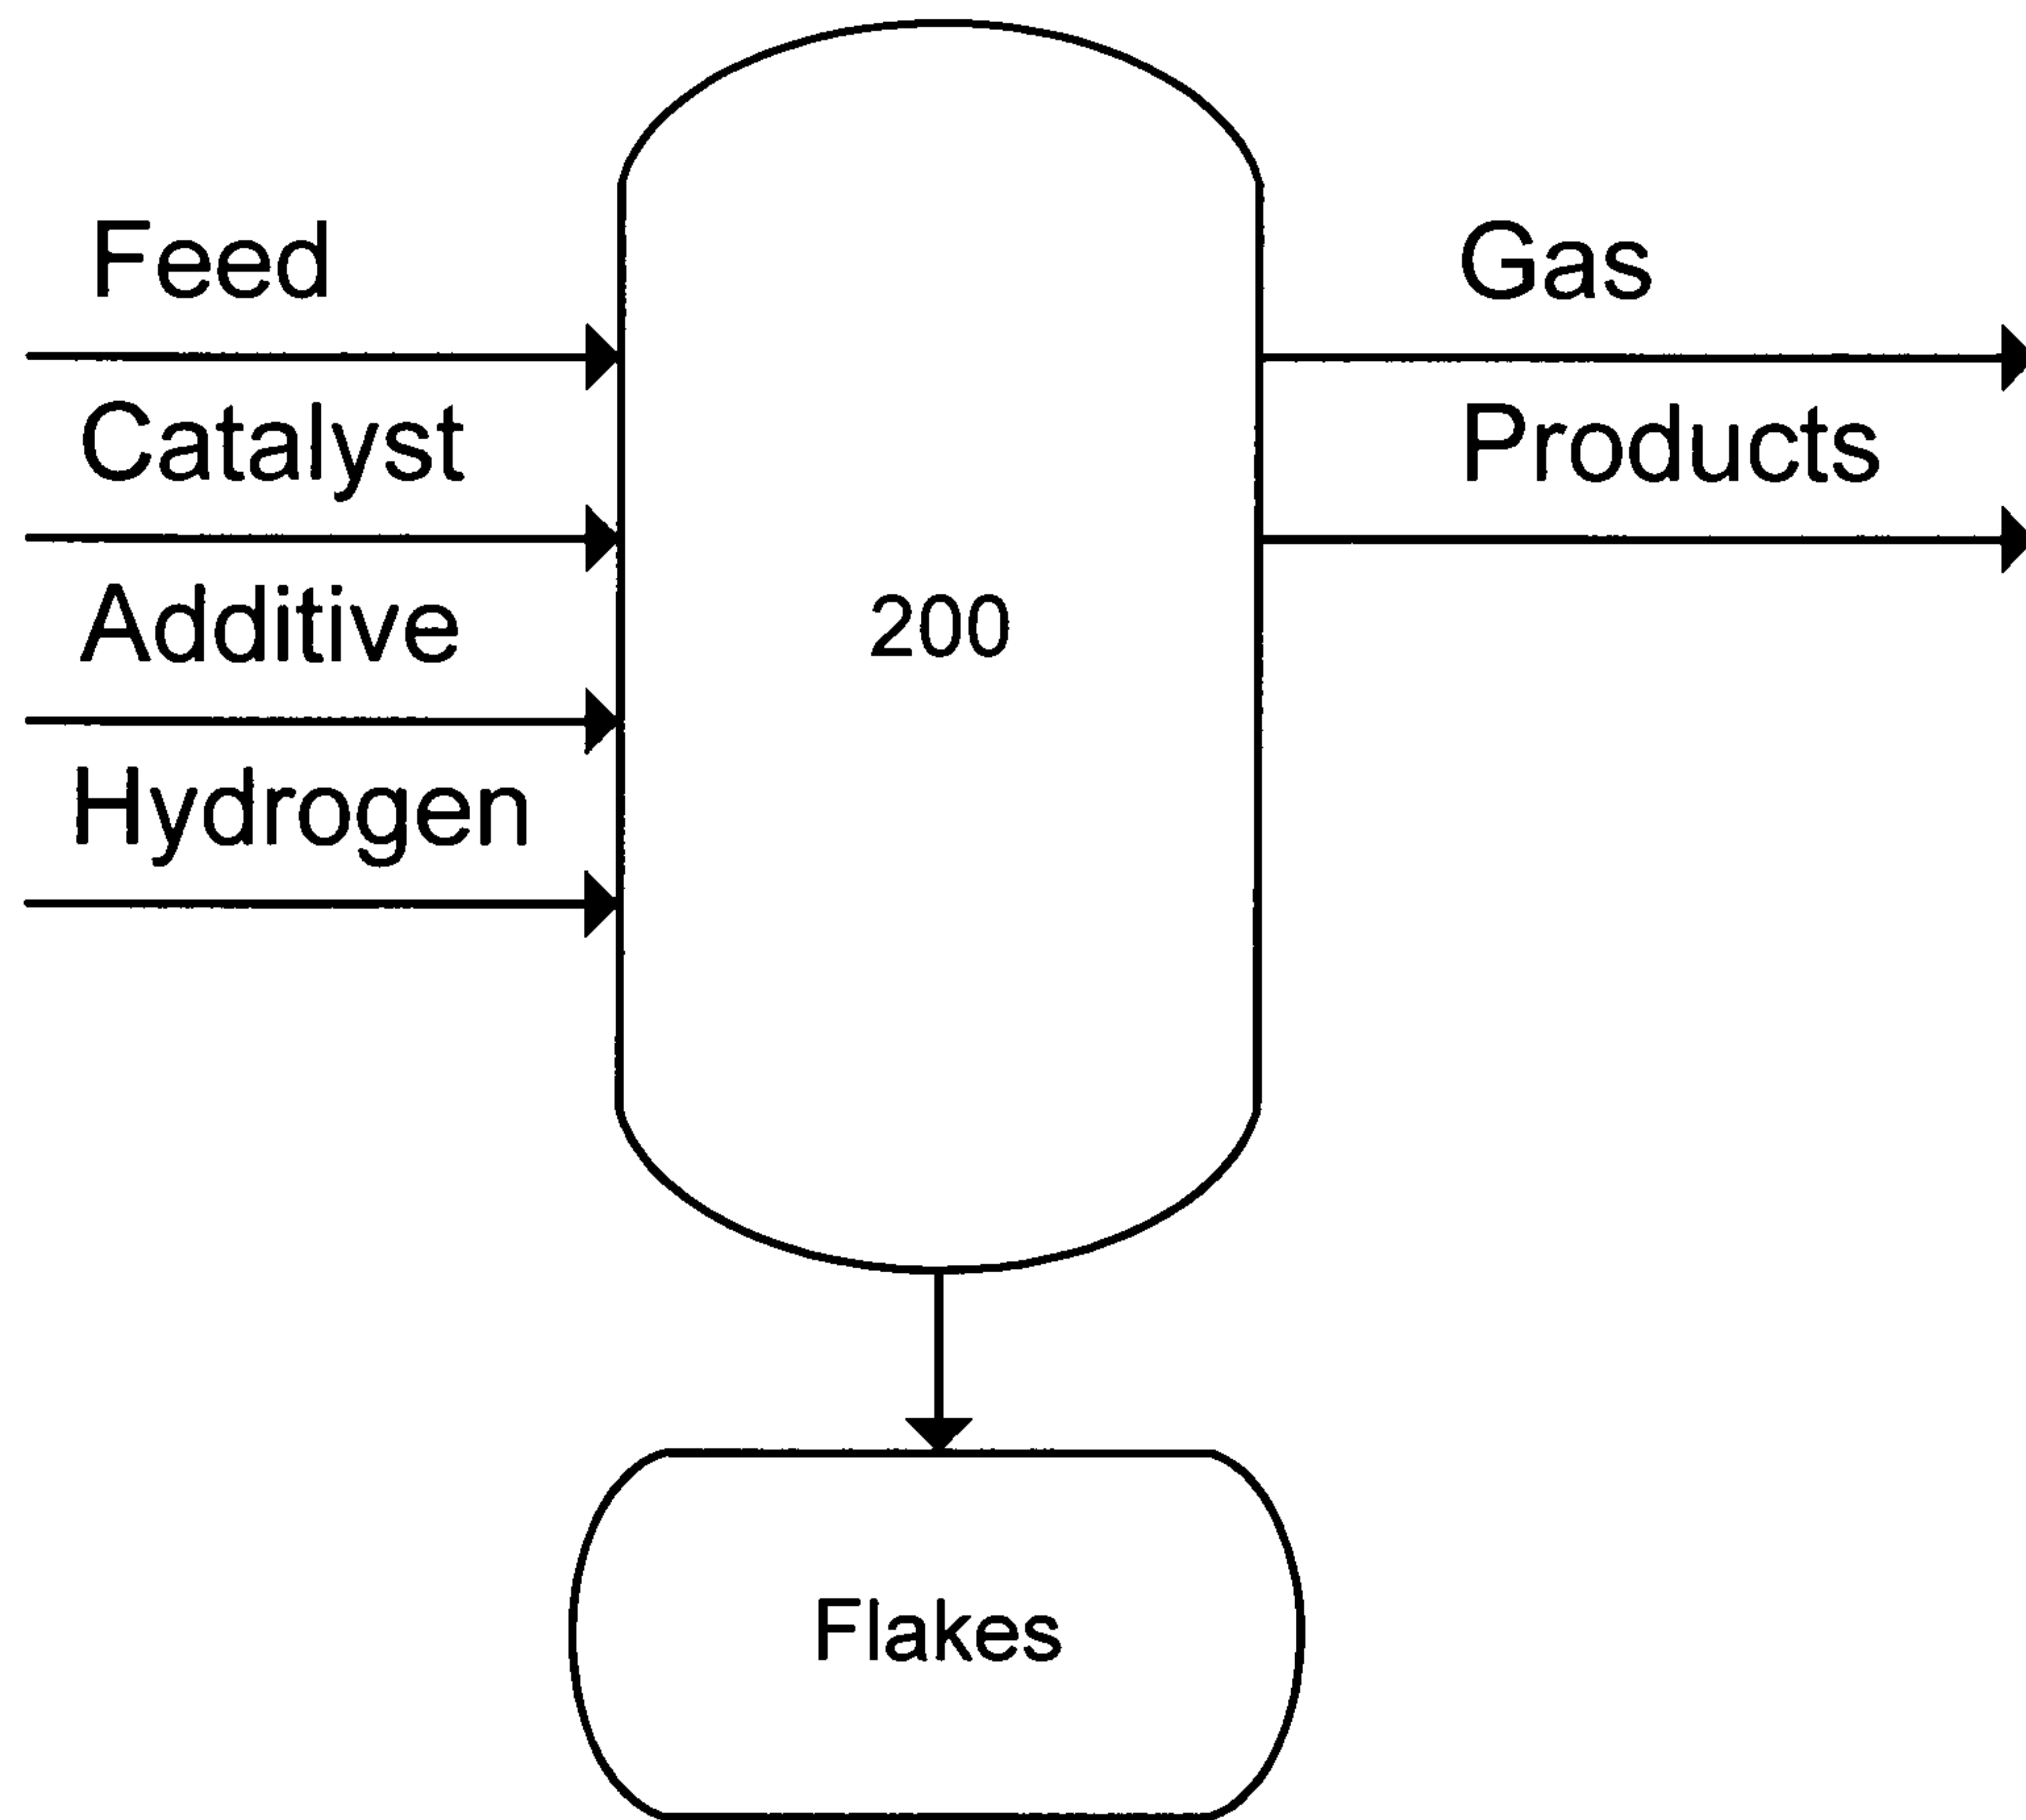 Feed
Catalyst
Additive
Hydrogen
200
Gas
Products
Flakes